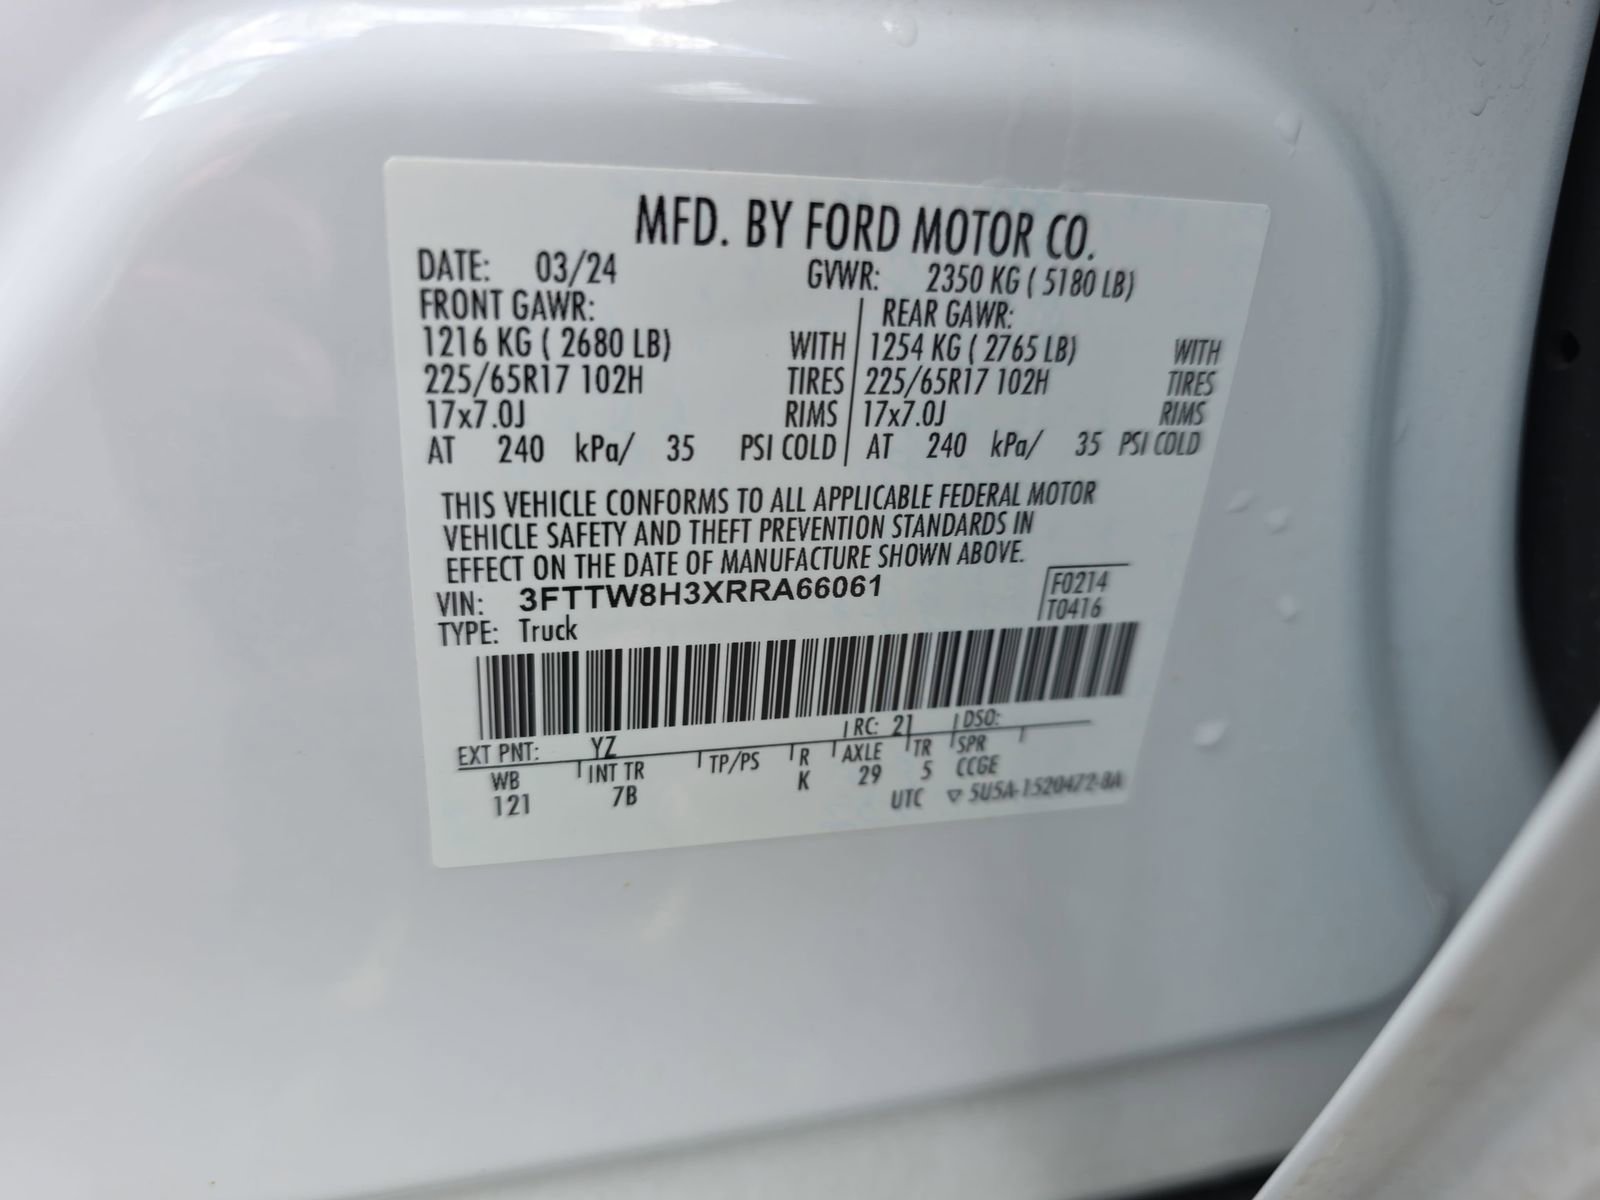 MFD. BY FORD MOTOR CO.
DATE: 03/24 GVWR: 2350 KG ( 5180 LB)
FRONT GAWR: REAR GAWR:
1216 KG ( 2680 LB) WITH 1254 KG ( 2765 LB) WITH
225/65R17 102H TIRES 225/65R17 102H TIRES
17x7.0J RIMS 17x7.0J RIMS
AT 240 kPa/ 35 PSI COLD AT 240 kPa/ 35 PSI COLD
THIS VEHICLE CONFORMS TO ALL APPLICABLE FEDERAL MOTOR
VEHICLE SAFETY AND THEFT PREVENTION STANDARDS IN
EFFECT ON THE DATE OF MANUFACTURE SHOWN ABOVE.
VIN: 3FTTW8H3XRRA66061 F0214
TYPE: Truck T0416
EXT PNT: YZ RC: 21 DSO:
WB INT TR TP/PS R AXLE TR SPR
121 7B K 29 5 CCGE
UTC ▽ 5U5A-1520472-BA